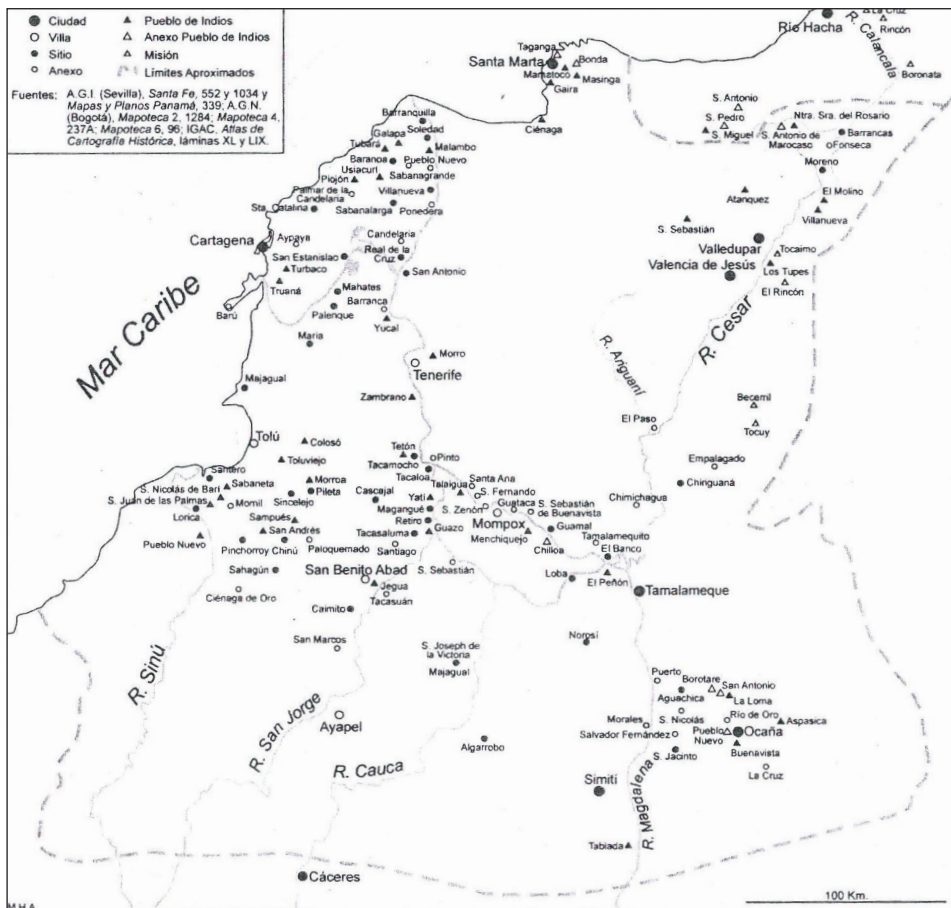 Ciudad
Villa
Sitio
Anexo
Pueblo de Indios
Anexo Pueblo de Indios
Misión
Límites Aproximados
Fuentes: A.G.I. (Sevilla), Santa Fe, 552 y 1034 y
Mapas y Planos Panamá, 339; A.G.N.
(Bogotá), Mapoteca 2, 1284; Mapoteca 4,
237A; Mapoteca 6, 96; IGAC, Atlas de
Cartografía Histórica, láminas XL y LIX.
La Cruz
Rincón
Río Hacha
R. Calancala
Boronata
Taganga
Santa Marta
Bonda
Mamatoco
Masinga
Gaira
Ciénaga
S. Antonio
S. Pedro
S. Miguel
Ntra. Sra. del Rosario
S. Antonio de
Marocaso
Barrancas
Fonseca
Moreno
El Molino
Villanueva
Atanquez
S. Sebastián
Valledupar
Valencia de Jesús
Tocaimo
Los Tupes
El Rincón
Barranquilla
Soledad
Galapa
Malambo
Tubará
Baranoa
Pueblo Nuevo
Usiacurí
Sabanagrande
Piojón
Palmar de la
Candelaria
Villanueva
Sta. Catalina
Sabanalarga
Ponedera
Cartagena
Aypaya
Candelaria
San Estanislao
Real de la
Cruz
Turbaco
San Antonio
Truaná
Mahates
Barranca
Barú
Palenque
Yucal
María
Mar Caribe
R. Cesar
R. Ariguaní
Morro
Tenerife
Majagual
Zambrano
Becerril
Tocuy
El Paso
Empalagado
Chinguaná
Chimichagua
Tolú
Colosó
Toluviejo
Tetón
Pinto
Tacamocho
Tacaloa
Santero
Sabaneta
Morroa
Pileta
Sincelejo
S. Nicolás de Bari
S. Juan de las Palmas
Momil
Lorica
Cascajal
Yatí
Talaigua
Santa Ana
S. Fernando
Magangué
S. Zenón
Guataca
S. Sebastián
de Buenavista
Mompox
Retiro
Guazo
Menchiquejo
Guamal
Chilloa
Tamalamequito
El Banco
Sampués
San Andrés
Pueblo Nuevo
Pinchorroy
Chinú
Paloquemado
Tacasaluma
Santiago
San Benito Abad
S. Sebastián
Loba
El Peñón
Tamalameque
Sahagún
Jegua
Tacasuán
Ciénaga de Oro
Caimito
San Marcos
S. Joseph de
la Victoria
Majagual
Norosí
R. Sinú
R. San Jorge
R. Cauca
Ayapel
Algarrobo
Puerto
Borotare
San Antonio
Aguachica
La Loma
Morales
S. Nicolás
Río de Oro
Aspasica
Salvador Fernández
Pueblo
Nuevo
Ocaña
S. Jacinto
Buenavista
La Cruz
Simití
R. Magdalena
Tabiada
Cáceres
100 Km.
M.H.A.